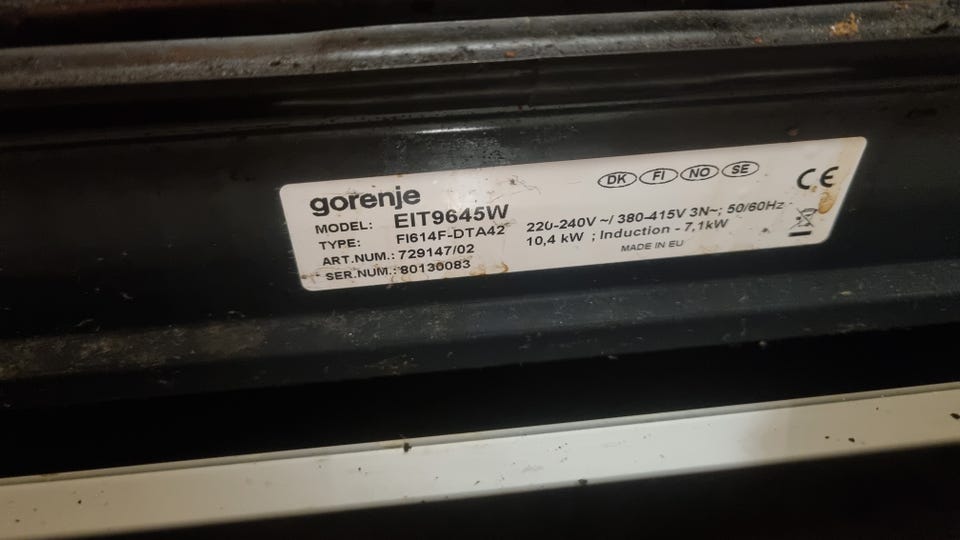 gorenje
DK FI NO SE
CE
MODEL: EIT9645W
TYPE: FI614F-DTA42
ART.NUM.: 729147/02
SER.NUM.: 80130083
220-240V ~/ 380-415V 3N~; 50/60Hz
10,4 kW ; Induction - 7,1kW
MADE IN EU